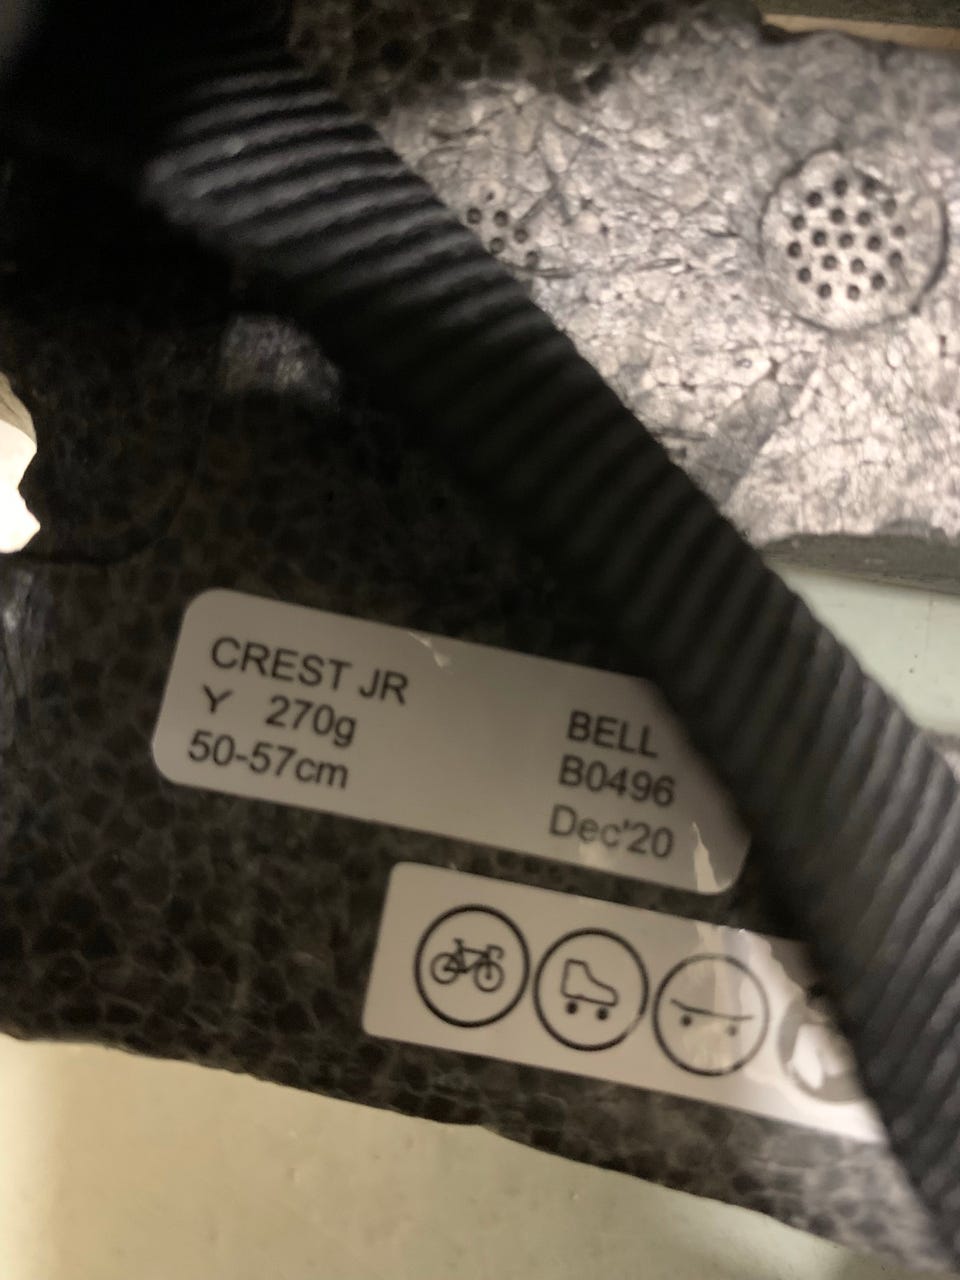 CREST JR
Y 270g
50-57cm
BELL
B0496
Dec'20